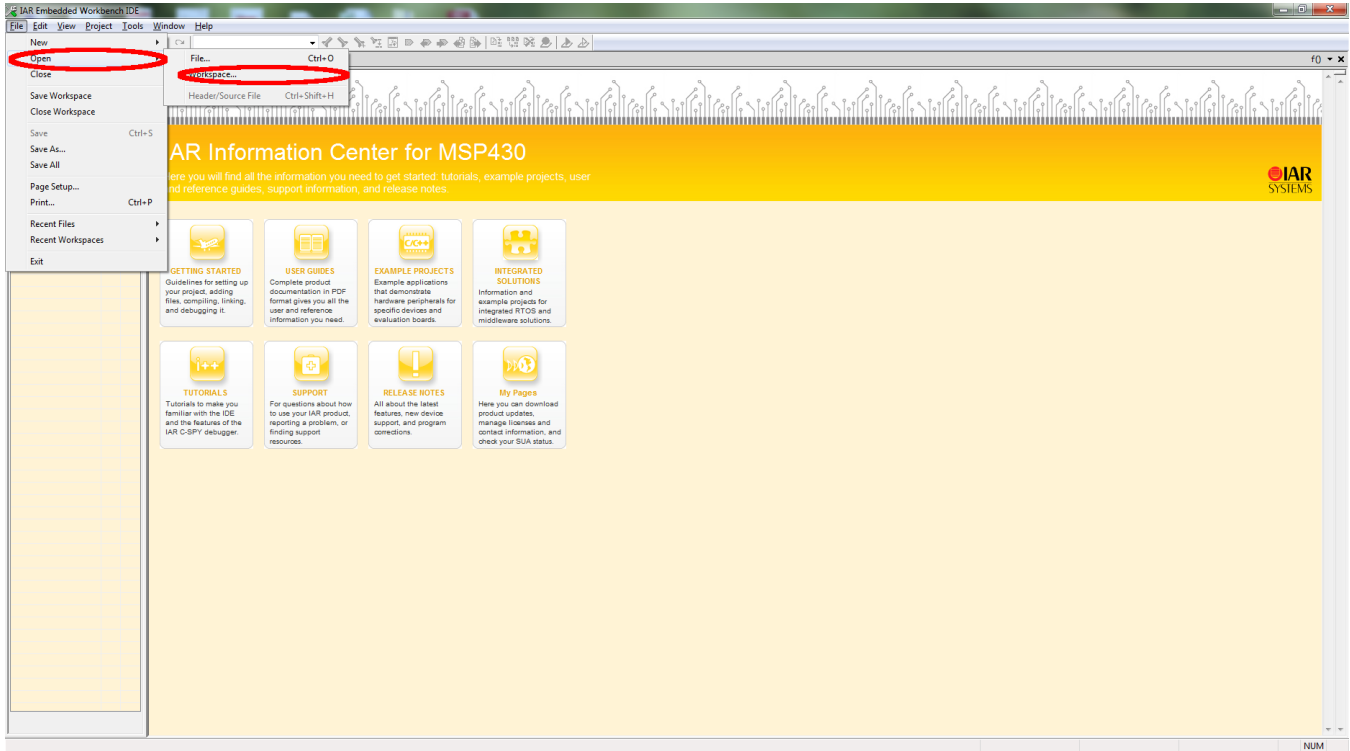 IAR Embedded Workbench IDE
File Edit View Project Tools Window Help
New
Open
Close
Save Workspace
Close Workspace
Save Ctrl+S
Save As...
Save All
Page Setup...
Print... Ctrl+P
Recent Files
Recent Workspaces
Exit
File... Ctrl+O
Workspace...
Header/Source File Ctrl+Shift+H
f()
AR Information Center for MSP430
ere you will find all the information you need to get started: tutorials, example projects, user
nd reference guides, support information, and release notes.
IAR
SYSTEMS
GETTING STARTED
Guidelines for setting up
your project, adding
files, compiling, linking,
and debugging it.
USER GUIDES
Complete product
documentation in PDF
format gives you all the
user and reference
information you need.
C/C++
EXAMPLE PROJECTS
Example applications
that demonstrate
hardware peripherals for
specific devices and
evaluation boards.
INTEGRATED
SOLUTIONS
Information and
example projects for
integrated RTOS and
middleware solutions.
i++
TUTORIALS
Tutorials to make you
familiar with the IDE
and the features of the
IAR C-SPY debugger.
SUPPORT
For questions about how
to use your IAR product,
reporting a problem, or
finding support
resources.
RELEASE NOTES
All about the latest
features, new device
support, and program
corrections.
My Pages
Here you can download
product updates,
manage licenses and
contact information, and
check your SUA status.
NUM